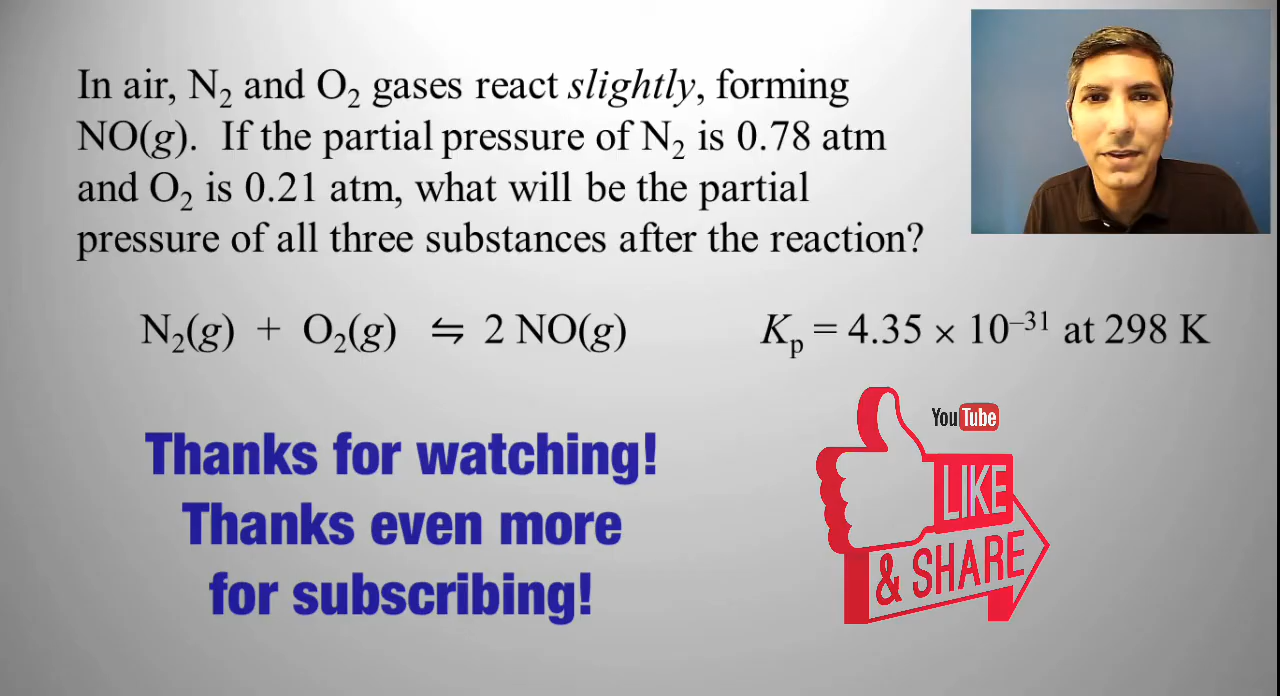 In air, N₂ and O₂ gases react slightly, forming
NO(g).  If the partial pressure of N₂ is 0.78 atm
and O₂ is 0.21 atm, what will be the partial
pressure of all three substances after the reaction?
N₂(g) + O₂(g) ⇋ 2 NO(g)
Kₚ = 4.35 × 10⁻³¹ at 298 K
Thanks for watching!
Thanks even more
for subscribing!
YouTube
LIKE
& SHARE